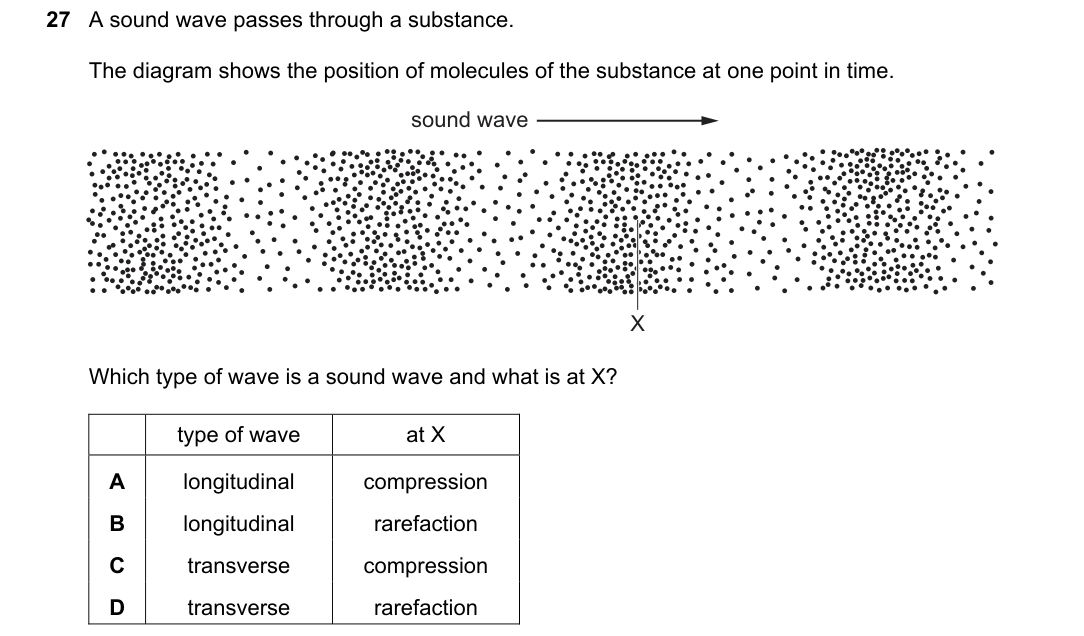 27 A sound wave passes through a substance.
The diagram shows the position of molecules of the substance at one point in time.
sound wave
X
Which type of wave is a sound wave and what is at X?
type of wave at X
A longitudinal compression
B longitudinal rarefaction
C transverse compression
D transverse rarefaction